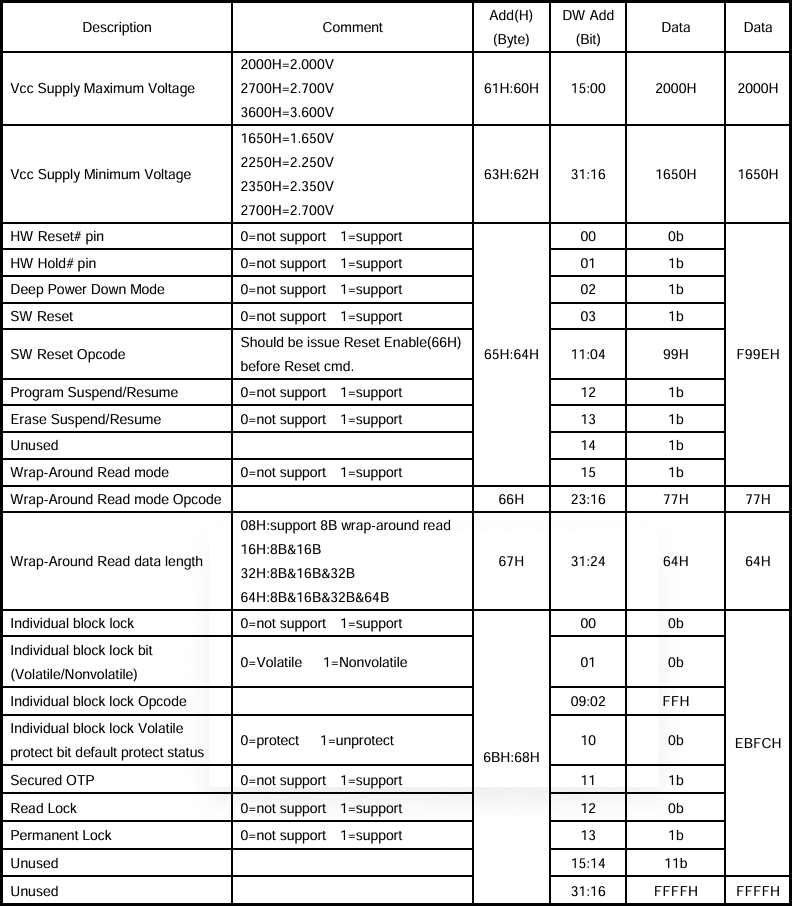 Description Comment Add(H) (Byte) DW Add (Bit) Data Data
Vcc Supply Maximum Voltage
2000H=2.000V
2700H=2.700V
3600H=3.600V
61H:60H 15:00 2000H 2000H
Vcc Supply Minimum Voltage
1650H=1.650V
2250H=2.250V
2350H=2.350V
2700H=2.700V
63H:62H 31:16 1650H 1650H
HW Reset# pin 0=not support 1=support 00 0b
HW Hold# pin 0=not support 1=support 01 1b
Deep Power Down Mode 0=not support 1=support 02 1b
SW Reset 0=not support 1=support 03 1b
SW Reset Opcode
Should be issue Reset Enable(66H)
before Reset cmd.
65H:64H 11:04 99H F99EH
Program Suspend/Resume 0=not support 1=support 12 1b
Erase Suspend/Resume 0=not support 1=support 13 1b
Unused 14 1b
Wrap-Around Read mode 0=not support 1=support 15 1b
Wrap-Around Read mode Opcode 66H 23:16 77H 77H
Wrap-Around Read data length
08H:support 8B wrap-around read
16H:8B&16B
32H:8B&16B&32B
64H:8B&16B&32B&64B
67H 31:24 64H 64H
Individual block lock 0=not support 1=support 00 0b
Individual block lock bit
(Volatile/Nonvolatile)
0=Volatile 1=Nonvolatile 01 0b
Individual block lock Opcode 09:02 FFH
Individual block lock Volatile
protect bit default protect status
0=protect 1=unprotect 10 0b
6BH:68H EBFCH
Secured OTP 0=not support 1=support 11 1b
Read Lock 0=not support 1=support 12 0b
Permanent Lock 0=not support 1=support 13 1b
Unused 15:14 11b
Unused 31:16 FFFFH FFFFH